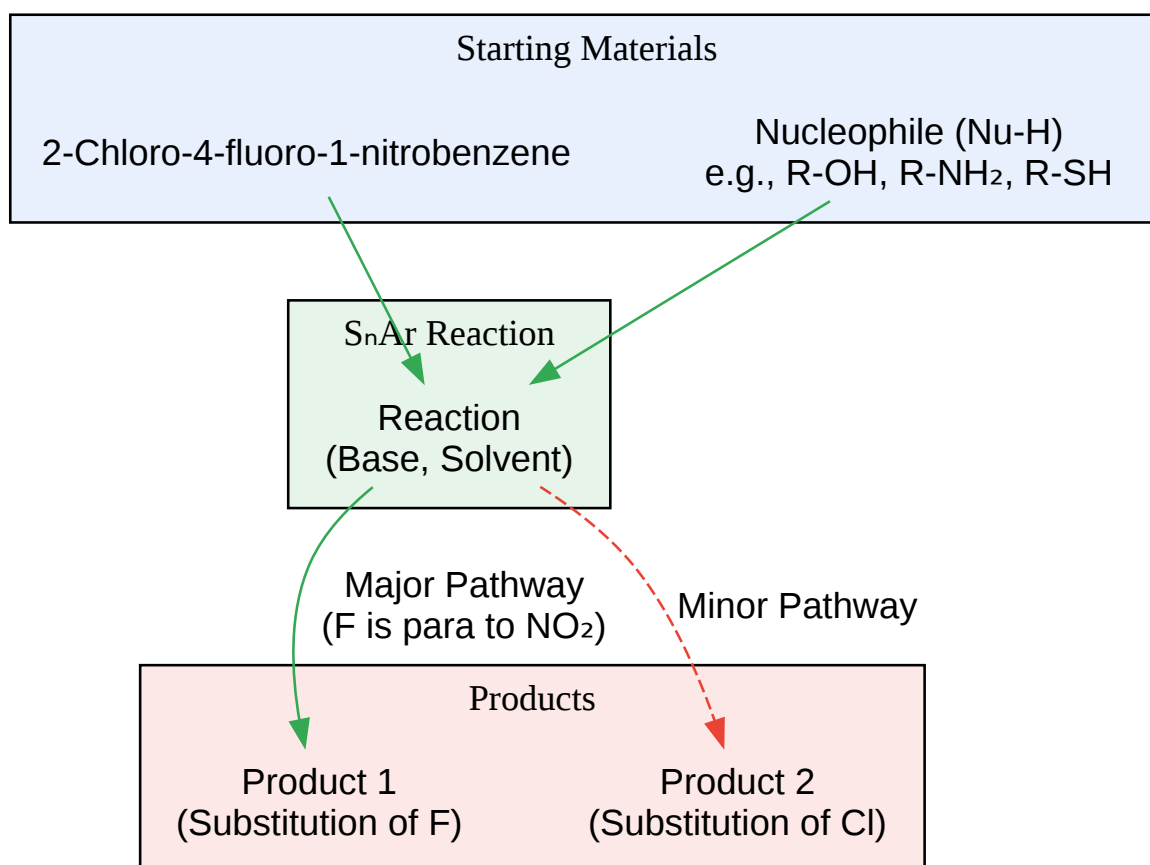 Starting Materials
2-Chloro-4-fluoro-1-nitrobenzene
Nucleophile (Nu-H)
e.g., R-OH, R-NH₂, R-SH
SₙAr Reaction
Reaction
(Base, Solvent)
Major Pathway
(F is para to NO₂)
Minor Pathway
Products
Product 1
(Substitution of F)
Product 2
(Substitution of Cl)